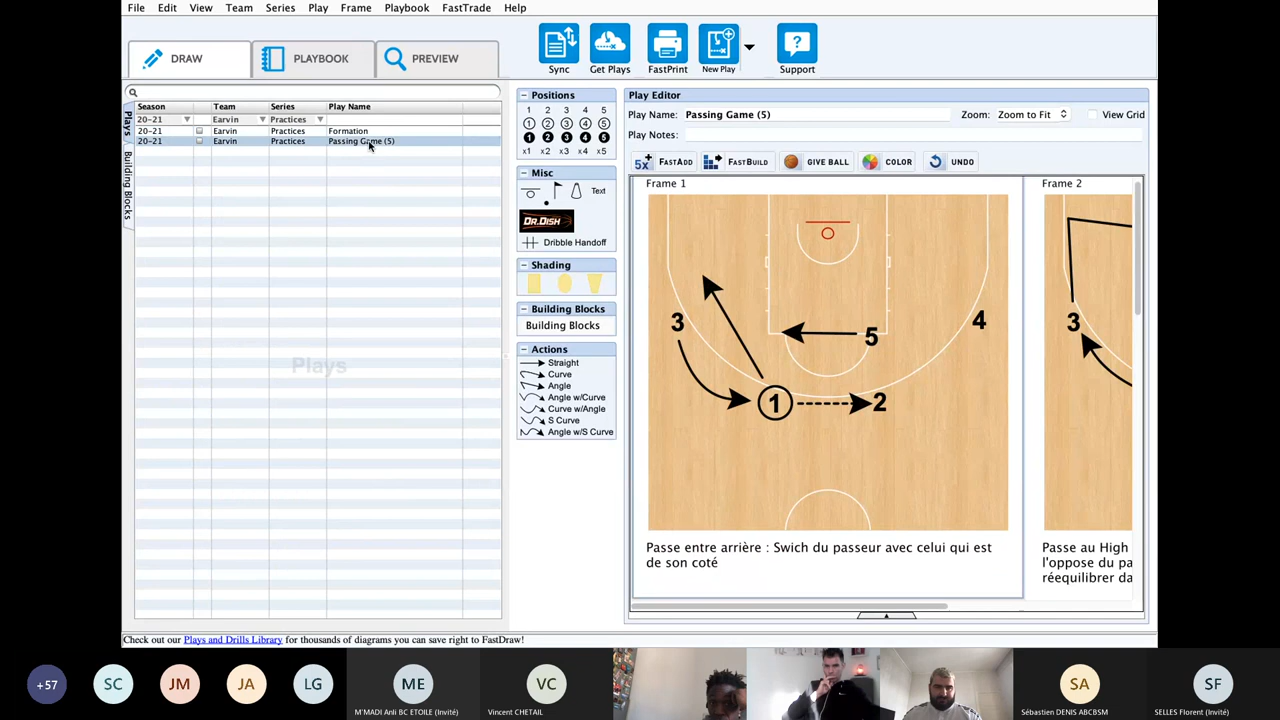 File Edit View Team Series Play Frame Playbook FastTrade Help
DRAW PLAYBOOK PREVIEW
Sync Get Plays FastPrint New Play Support
Season Team Series Play Name
20-21 Earvin Practices
20-21 Earvin Practices Formation
20-21 Earvin Practices Passing Game (5)
Plays
Building Blocks
Plays
Positions
1 2 3 4 5
1 2 3 4 5
1 2 3 4 5
x1 x2 x3 x4 x5
Misc
Text
DR.DISH
Dribble Handoff
Shading
Building Blocks
Building Blocks
Actions
Straight
Curve
Angle
Angle w/Curve
Curve w/Angle
S Curve
Angle w/S Curve
Play Editor
Play Name: Passing Game (5) Zoom: Zoom to Fit View Grid
Play Notes:
5x FASTADD FASTBUILD GIVE BALL COLOR UNDO
Frame 1
3 5 4
1 2
Passe entre arrière : Swich du passeur avec celui qui est
de son coté
Frame 2
3
Passe au High
l'oppose du pa
réequilibrer da
Check out our Plays and Drills Library for thousands of diagrams you can save right to FastDraw!
+57 SC JM JA LG ME VC SA SF
M'MADI Anli BC ETOILE (Invité) Vincent CHETAIL Sébastien DENIS ABCBSM SELLES Florent (Invité)